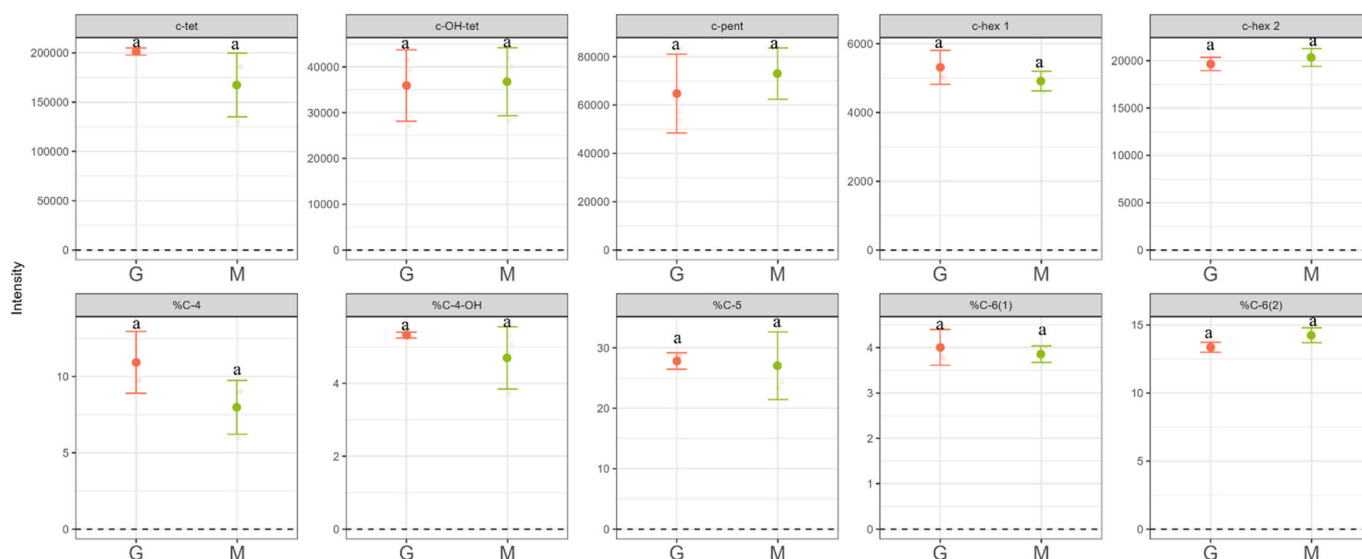 c-tet c-OH-tet c-pent c-hex 1 c-hex 2
a a a a a a a a a a
200000 150000 100000 50000 0
40000 30000 20000 10000 0
80000 60000 40000 20000 0
6000 4000 2000 0
20000 15000 10000 5000 0
G M G M G M G M G M
Intensity
%C-4 %C-4-OH %C-5 %C-6(1) %C-6(2)
a a a a a a a a a a
10 5 0
4 2 0
30 20 10 0
4 3 2 1 0
15 10 5 0
G M G M G M G M G M